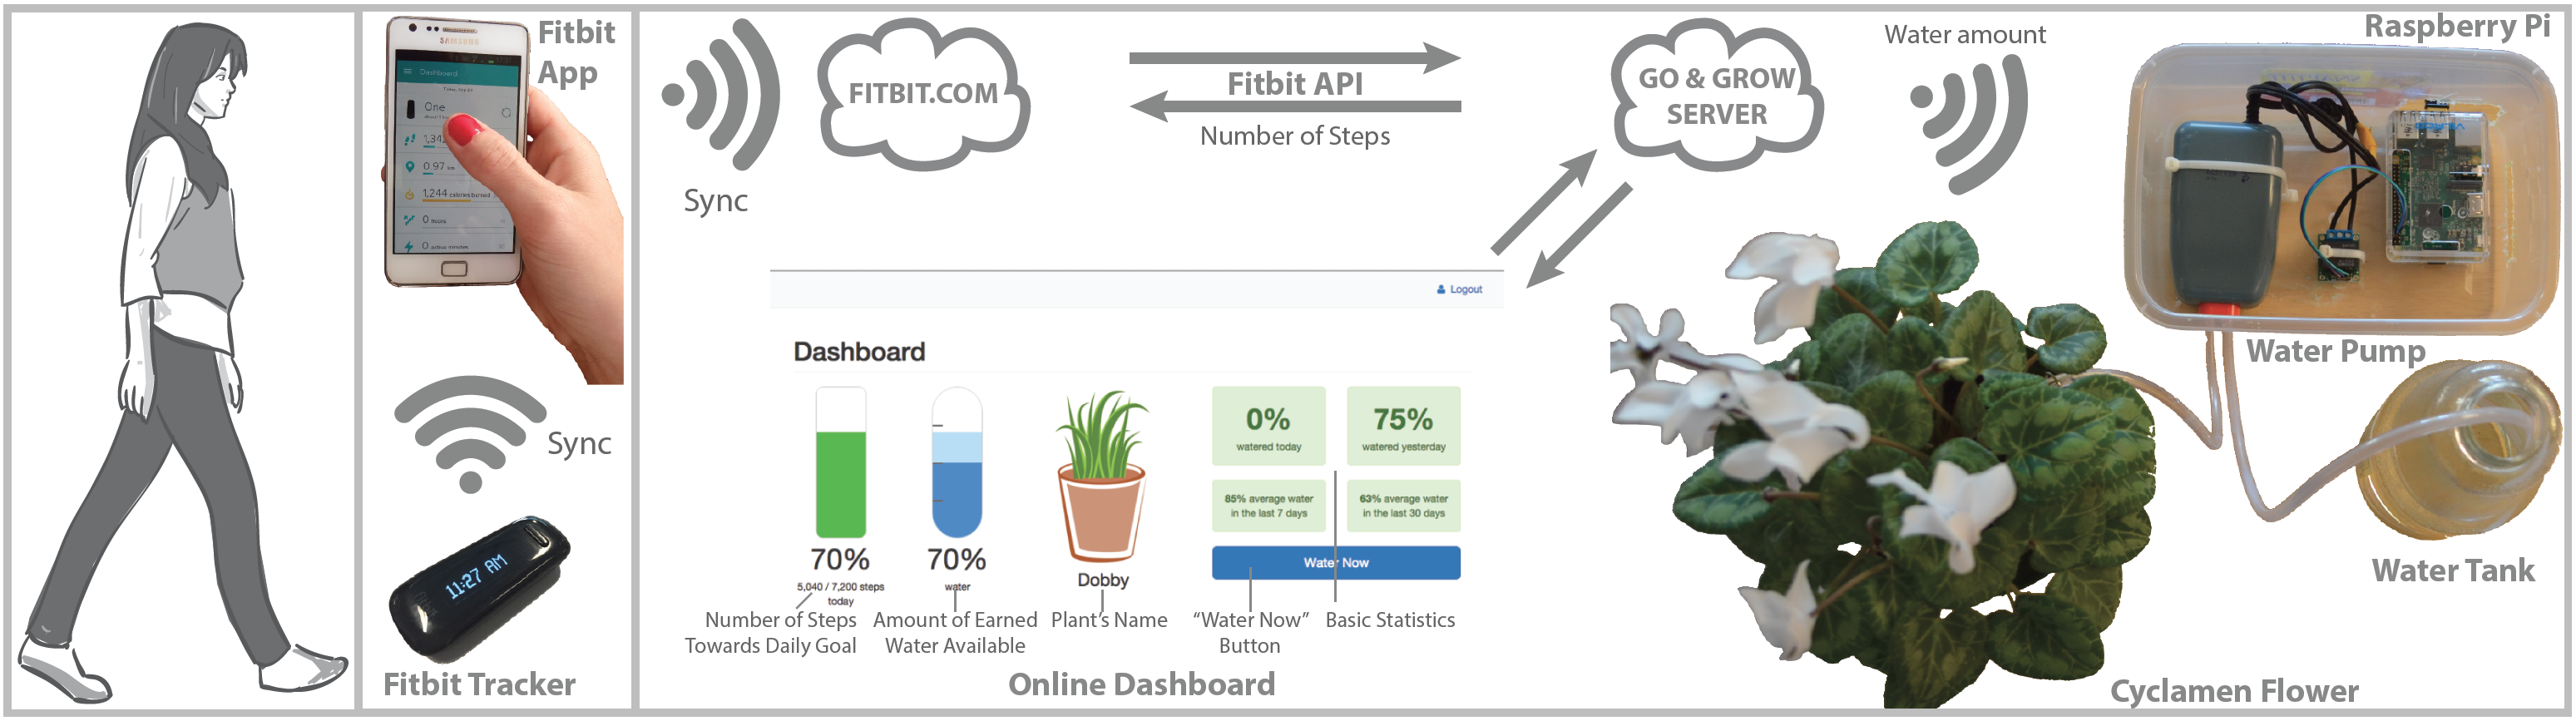 Fitbit
App
SAMSUNG
Dashboard
One
1,34
0.97 km
1,244 calories burned
0 floors
0 active minutes
Sync
11:27 AM
Fitbit Tracker
Sync
FITBIT.COM
Fitbit API
Number of Steps
GO & GROW
SERVER
Water amount
Raspberry Pi
Logout
Dashboard
70%
5,040 / 7,200 steps
today
70%
water
Dobby
0%
watered today
75%
watered yesterday
85% average water
in the last 7 days
63% average water
in the last 30 days
Water Now
Number of Steps
Towards Daily Goal
Amount of Earned
Water Available
Plant's Name
“Water Now”
Button
Basic Statistics
Online Dashboard
Water Pump
Water Tank
Cyclamen Flower